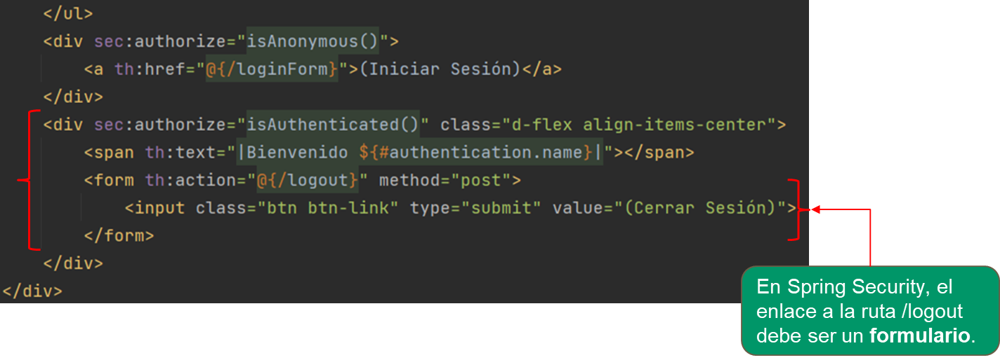 </ul>
<div sec:authorize="isAnonymous()">
<a th:href="@{/loginForm}">(Iniciar Sesión)</a>
</div>
<div sec:authorize="isAuthenticated()" class="d-flex align-items-center">
<span th:text="|Bienvenido ${#authentication.name}|"></span>
<form th:action="@{/logout}" method="post">
<input class="btn btn-link" type="submit" value="(Cerrar Sesión)">
</form>
</div>
</div>
En Spring Security, el
enlace a la ruta /logout
debe ser un formulario.